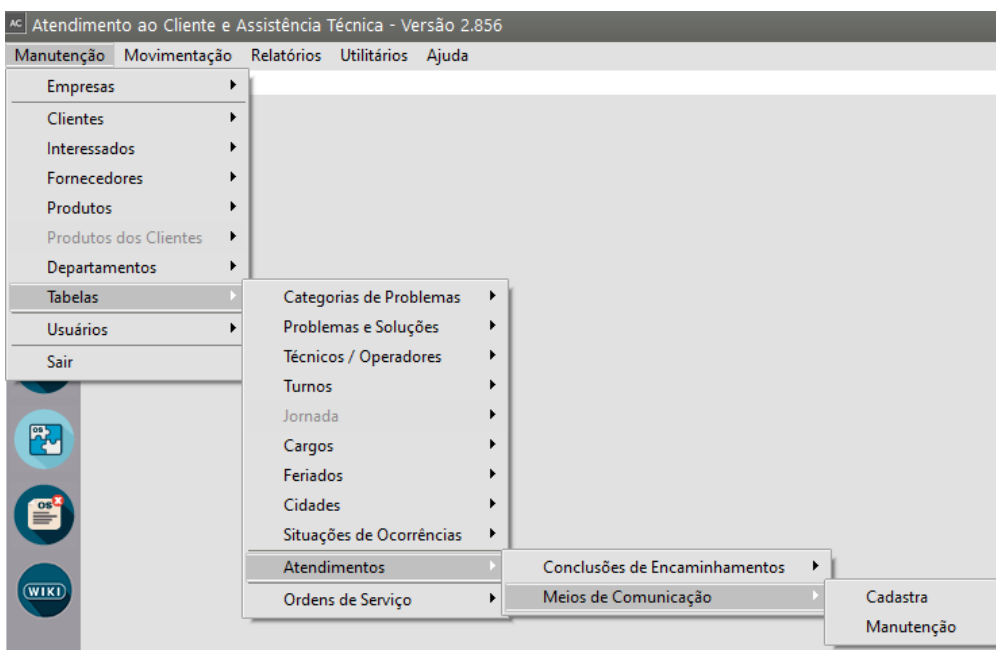 AC Atendimento ao Cliente e Assistência Técnica - Versão 2.856
Manutenção Movimentação Relatórios Utilitários Ajuda
Empresas
Clientes
Interessados
Fornecedores
Produtos
Produtos dos Clientes
Departamentos
Tabelas
Usuários
Sair
Categorias de Problemas
Problemas e Soluções
Técnicos / Operadores
Turnos
Jornada
Cargos
Feriados
Cidades
Situações de Ocorrências
Atendimentos
Ordens de Serviço
Conclusões de Encaminhamentos
Meios de Comunicação
Cadastra
Manutenção
OS
OS
WIKI